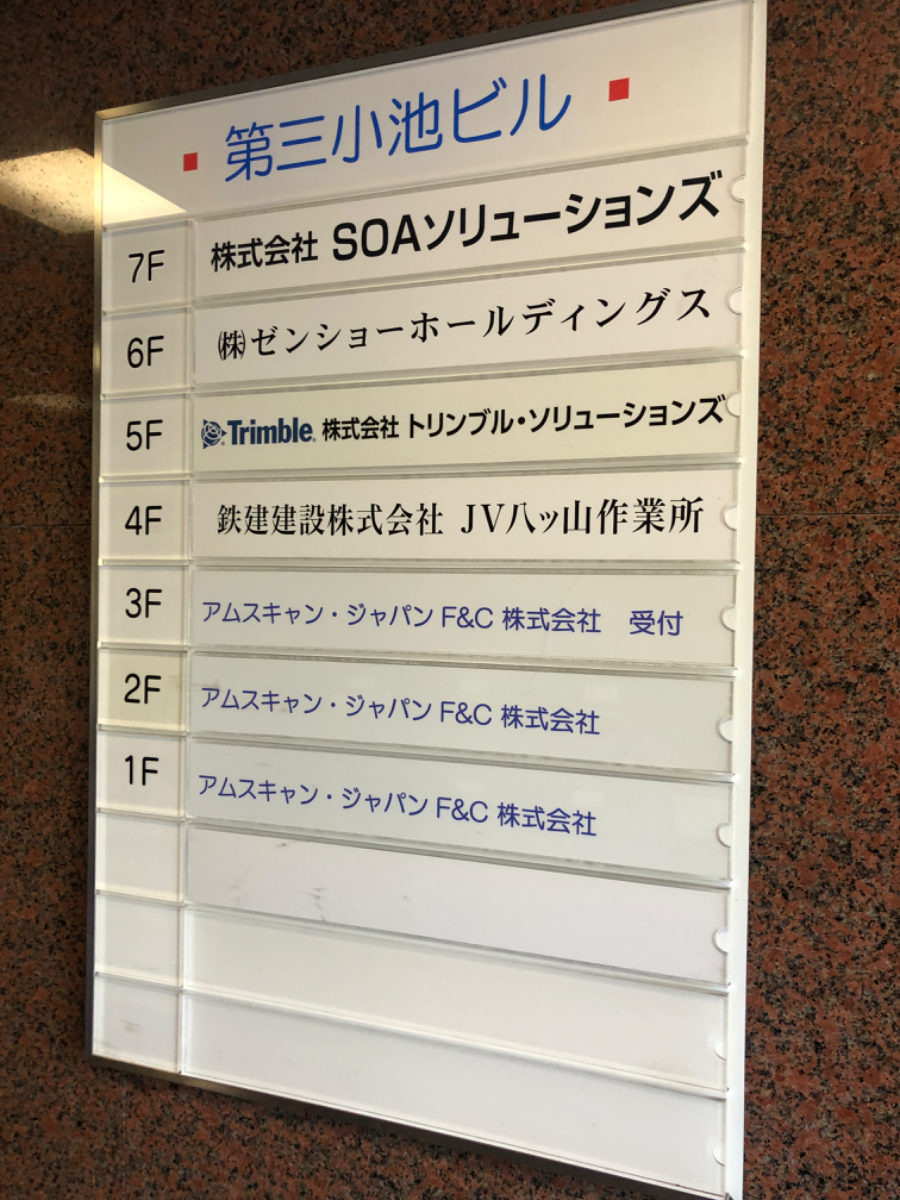 第三小池ビル
7F 株式会社 SOAソリューションズ
6F ㈱ゼンショーホールディングス
5F Trimble. 株式会社 トリンブル・ソリューションズ
4F 鉄建建設株式会社 JV八ッ山作業所
3F アムスキャン・ジャパン F&C 株式会社 受付
2F アムスキャン・ジャパン F&C 株式会社
1F アムスキャン・ジャパン F&C 株式会社